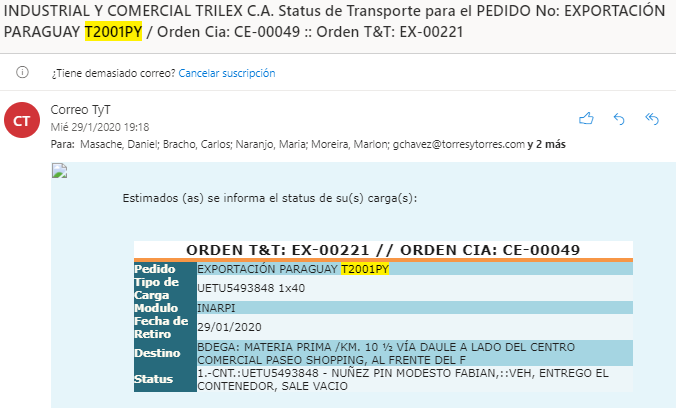 INDUSTRIAL Y COMERCIAL TRILEX C.A. Status de Transporte para el PEDIDO No: EXPORTACIÓN
PARAGUAY T2001PY / Orden Cia: CE-00049 :: Orden T&T: EX-00221
¿Tiene demasiado correo? Cancelar suscripción
CT
Correo TyT
Mié 29/1/2020 19:18
Para: Masache, Daniel; Bracho, Carlos; Naranjo, Maria; Moreira, Marlon; gchavez@torresytorres.com y 2 más
Estimados (as) se informa el status de su(s) carga(s):
ORDEN T&T: EX-00221 // ORDEN CIA: CE-00049
Pedido EXPORTACIÓN PARAGUAY T2001PY
Tipo de
Carga UETU5493848 1x40
Modulo INARPI
Fecha de
Retiro 29/01/2020
Destino BDEGA: MATERIA PRIMA /KM. 10 ½ VÍA DAULE A LADO DEL CENTRO
COMERCIAL PASEO SHOPPING, AL FRENTE DEL F
Status 1.-CNT.:UETU5493848 - NUÑEZ PIN MODESTO FABIAN,::VEH, ENTREGO EL
CONTENEDOR, SALE VACIO